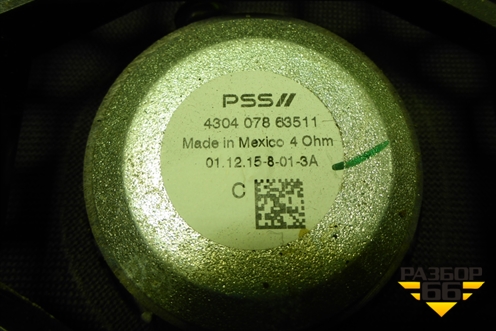 PSS//
4304 078 63511
Made in Mexico 4 Ohm
01.12.15-8-01-3A
C
РАЗБОР
66